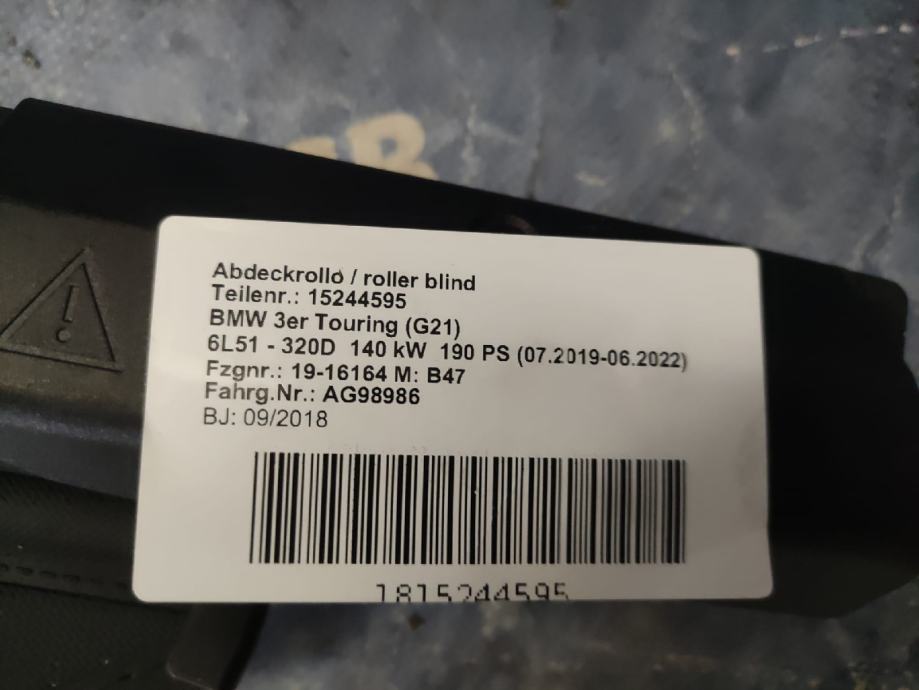 AB
Abdeckrollo / roller blind
Teilenr.: 15244595
BMW 3er Touring (G21)
6L51 - 320D 140 kW 190 PS (07.2019-06.2022)
Fzgnr.: 19-16164 M: B47
Fahrg.Nr.: AG98986
BJ: 09/2018
1815244595